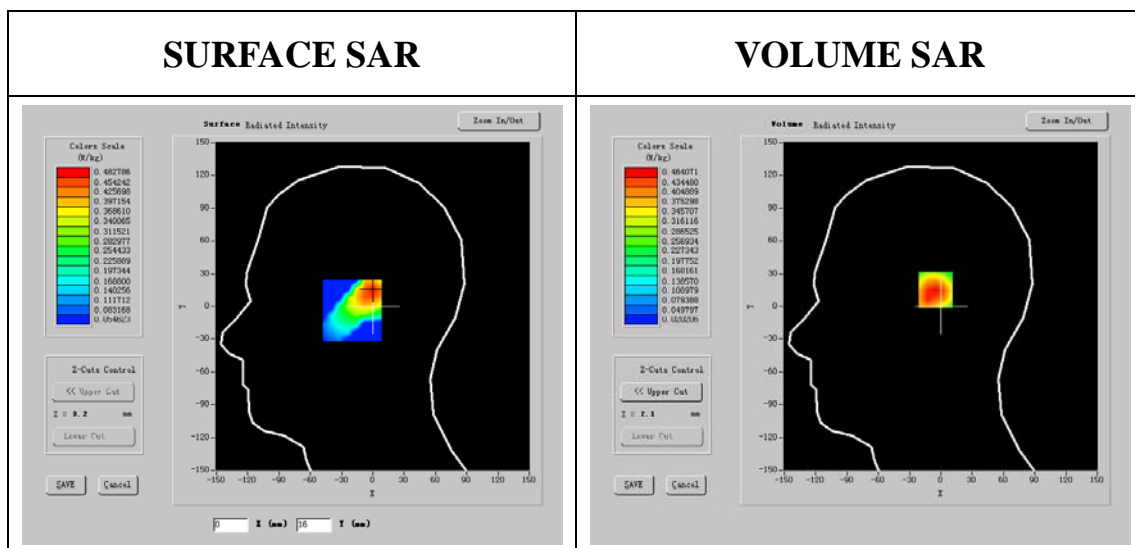 SURFACE SAR
VOLUME SAR
Surface Radiated Intensity
Zoom In/Out
Colors Scale
(W/kg)
0.482786
0.454242
0.425698
0.397154
0.368610
0.340065
0.311521
0.282977
0.254433
0.225889
0.197344
0.168800
0.140256
0.111712
0.083168
0.054623
150
120
90
60
30
0
-30
-60
-90
-120
-150
Y
-150 -120 -90 -60 -30 0 30 60 90 120 150
X
Z-Cuts Control
<< Upper Cut
mm
Lower Cut
SAVE
Cancel
0 X (mm) 16 Y (mm)
Volume Radiated Intensity
Zoom In/Out
Colors Scale
(W/kg)
0.464071
0.434480
0.404889
0.375298
0.345707
0.316116
0.286525
0.256934
0.227343
0.197752
0.168161
0.138570
0.108979
0.079388
0.049797
150
120
90
60
30
0
-30
-60
-90
-120
-150
Y
-150 -120 -90 -60 -30 0 30 60 90 120 150
X
Z-Cuts Control
<< Upper Cut
mm
Lower Cut
SAVE
Cancel